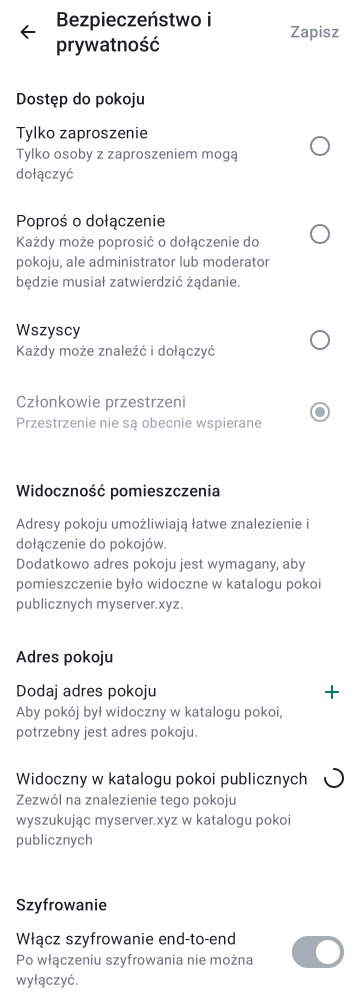 Bezpieczeństwo i
prywatność
Zapisz
Dostęp do pokoju
Tylko zaproszenie
Tylko osoby z zaproszeniem mogą
dołączyć
Poproś o dołączenie
Każdy może poprosić o dołączenie do
pokoju, ale administrator lub moderator
będzie musiał zatwierdzić żądanie.
Wszyscy
Każdy może znaleźć i dołączyć
Członkowie przestrzeni
Przestrzenie nie są obecnie wspierane
Widoczność pomieszczenia
Adresy pokoju umożliwiają łatwe znalezienie i
dołączenie do pokojów.
Dodatkowo adres pokoju jest wymagany, aby
pomieszczenie było widoczne w katalogu pokoi
publicznych myserver.xyz.
Adres pokoju
Dodaj adres pokoju
Aby pokój był widoczny w katalogu pokoi,
potrzebny jest adres pokoju.
Widoczny w katalogu pokoi publicznych
Zezwól na znalezienie tego pokoju
wyszukując myserver.xyz w katalogu pokoi
publicznych
Szyfrowanie
Włącz szyfrowanie end-to-end
Po włączeniu szyfrowania nie można
wyłączyć.